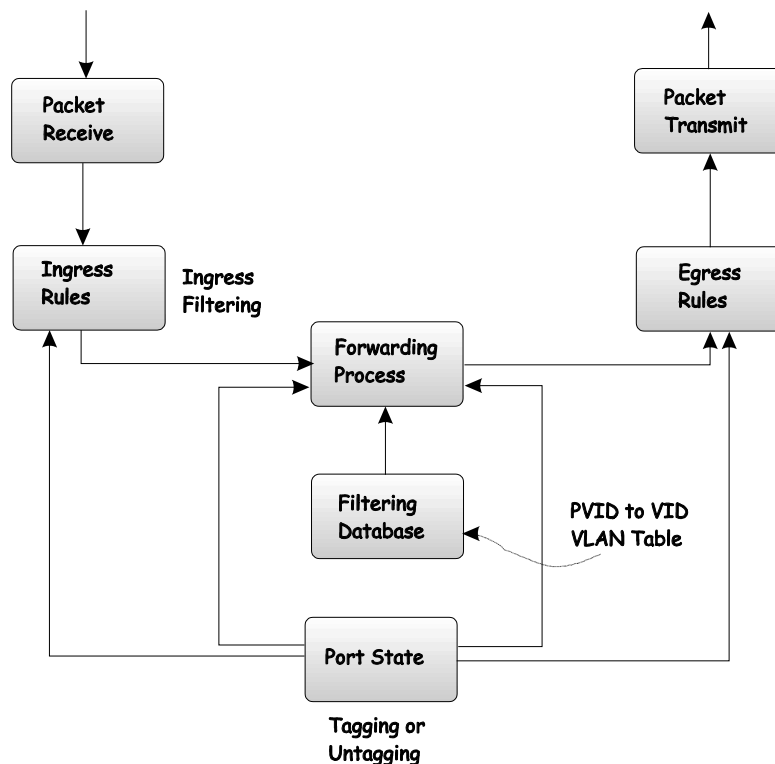 Packet
Receive
Packet
Transmit
Ingress
Rules
Ingress
Filtering
Egress
Rules
Forwarding
Process
Filtering
Database
PVID to VID
VLAN Table
Port State
Tagging or
Untagging